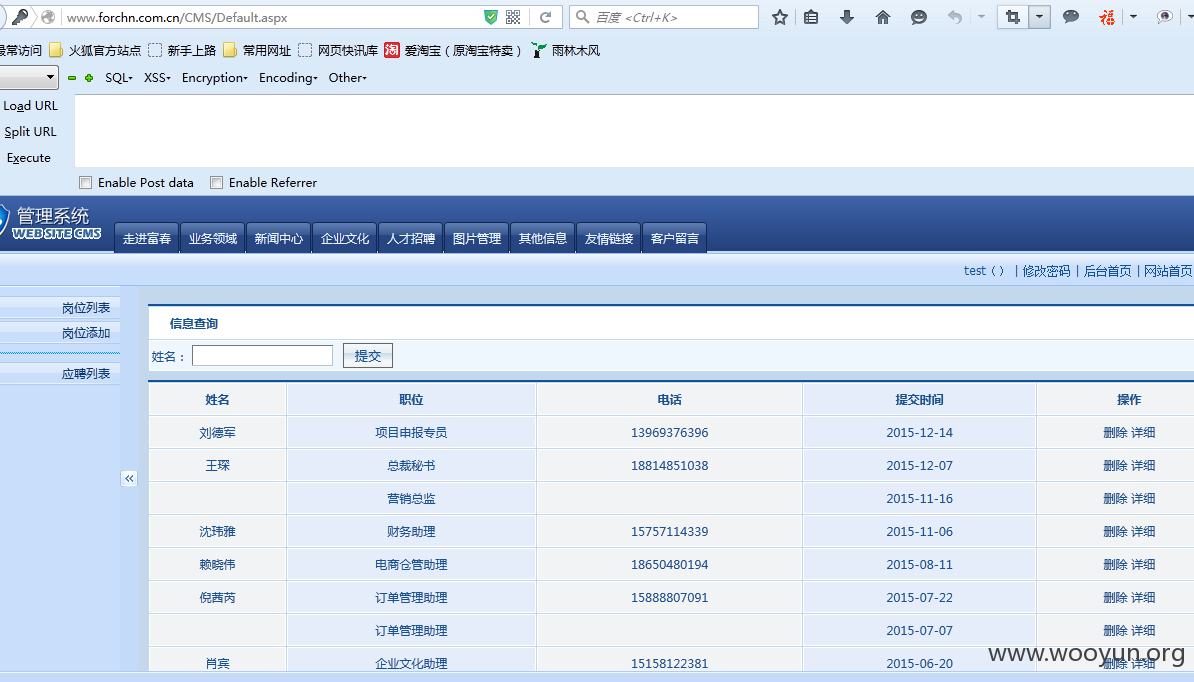 www.forchn.com.cn/CMS/Default.aspx
百度 <Ctrl+K>
最常访问 火狐官方站点 新手上路 常用网址 网页快讯库 爱淘宝（原淘宝特卖） 雨林木风
SQL XSS Encryption Encoding Other
Load URL
Split URL
Execute
Enable Post data Enable Referrer
管理系统
WEB SITE CMS
走进富春 业务领域 新闻中心 企业文化 人才招聘 图片管理 其他信息 友情链接 客户留言
test（） | 修改密码 | 后台首页 | 网站首页
岗位列表
岗位添加
应聘列表
信息查询
姓名： 提交
姓名 职位 电话 提交时间 操作
刘德军 项目申报专员 13969376396 2015-12-14 删除 详细
王琛 总裁秘书 18814851038 2015-12-07 删除 详细
营销总监 2015-11-16 删除 详细
沈玮雅 财务助理 15757114339 2015-11-06 删除 详细
赖晓伟 电商仓管助理 18650480194 2015-08-11 删除 详细
倪茜芮 订单管理助理 15888807091 2015-07-22 删除 详细
订单管理助理 2015-07-07 删除 详细
肖宾 企业文化助理 15158122381 2015-06-20 删除 详细
www.wooyun.org